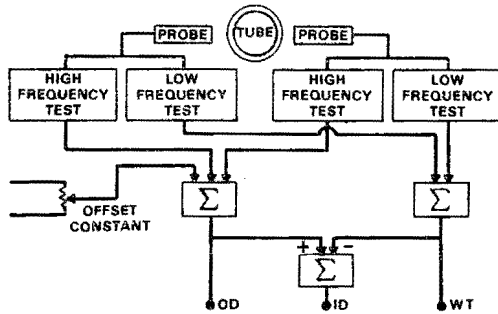 PROBE
TUBE
PROBE
HIGH
FREQUENCY
TEST
LOW
FREQUENCY
TEST
HIGH
FREQUENCY
TEST
LOW
FREQUENCY
TEST
OFFSET
CONSTANT
Σ
Σ
+
−
Σ
OD
ID
WT